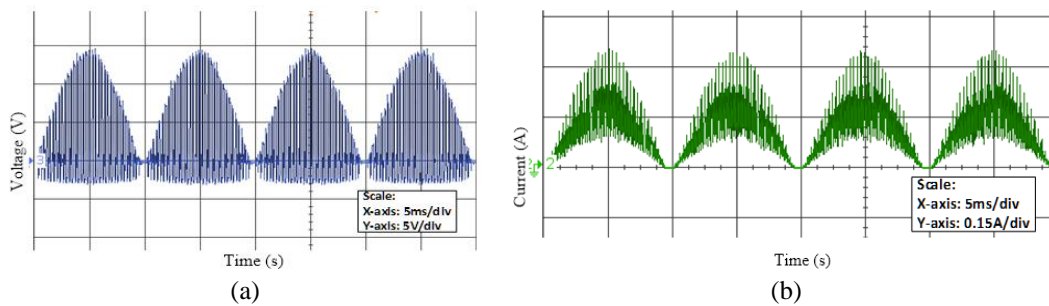 Voltage (V)
3
Scale:
X-axis: 5ms/div
Y-axis: 5V/div
Time (s)
(a)
Current (A)
2
Scale:
X-axis: 5ms/div
Y-axis: 0.15A/div
Time (s)
(b)